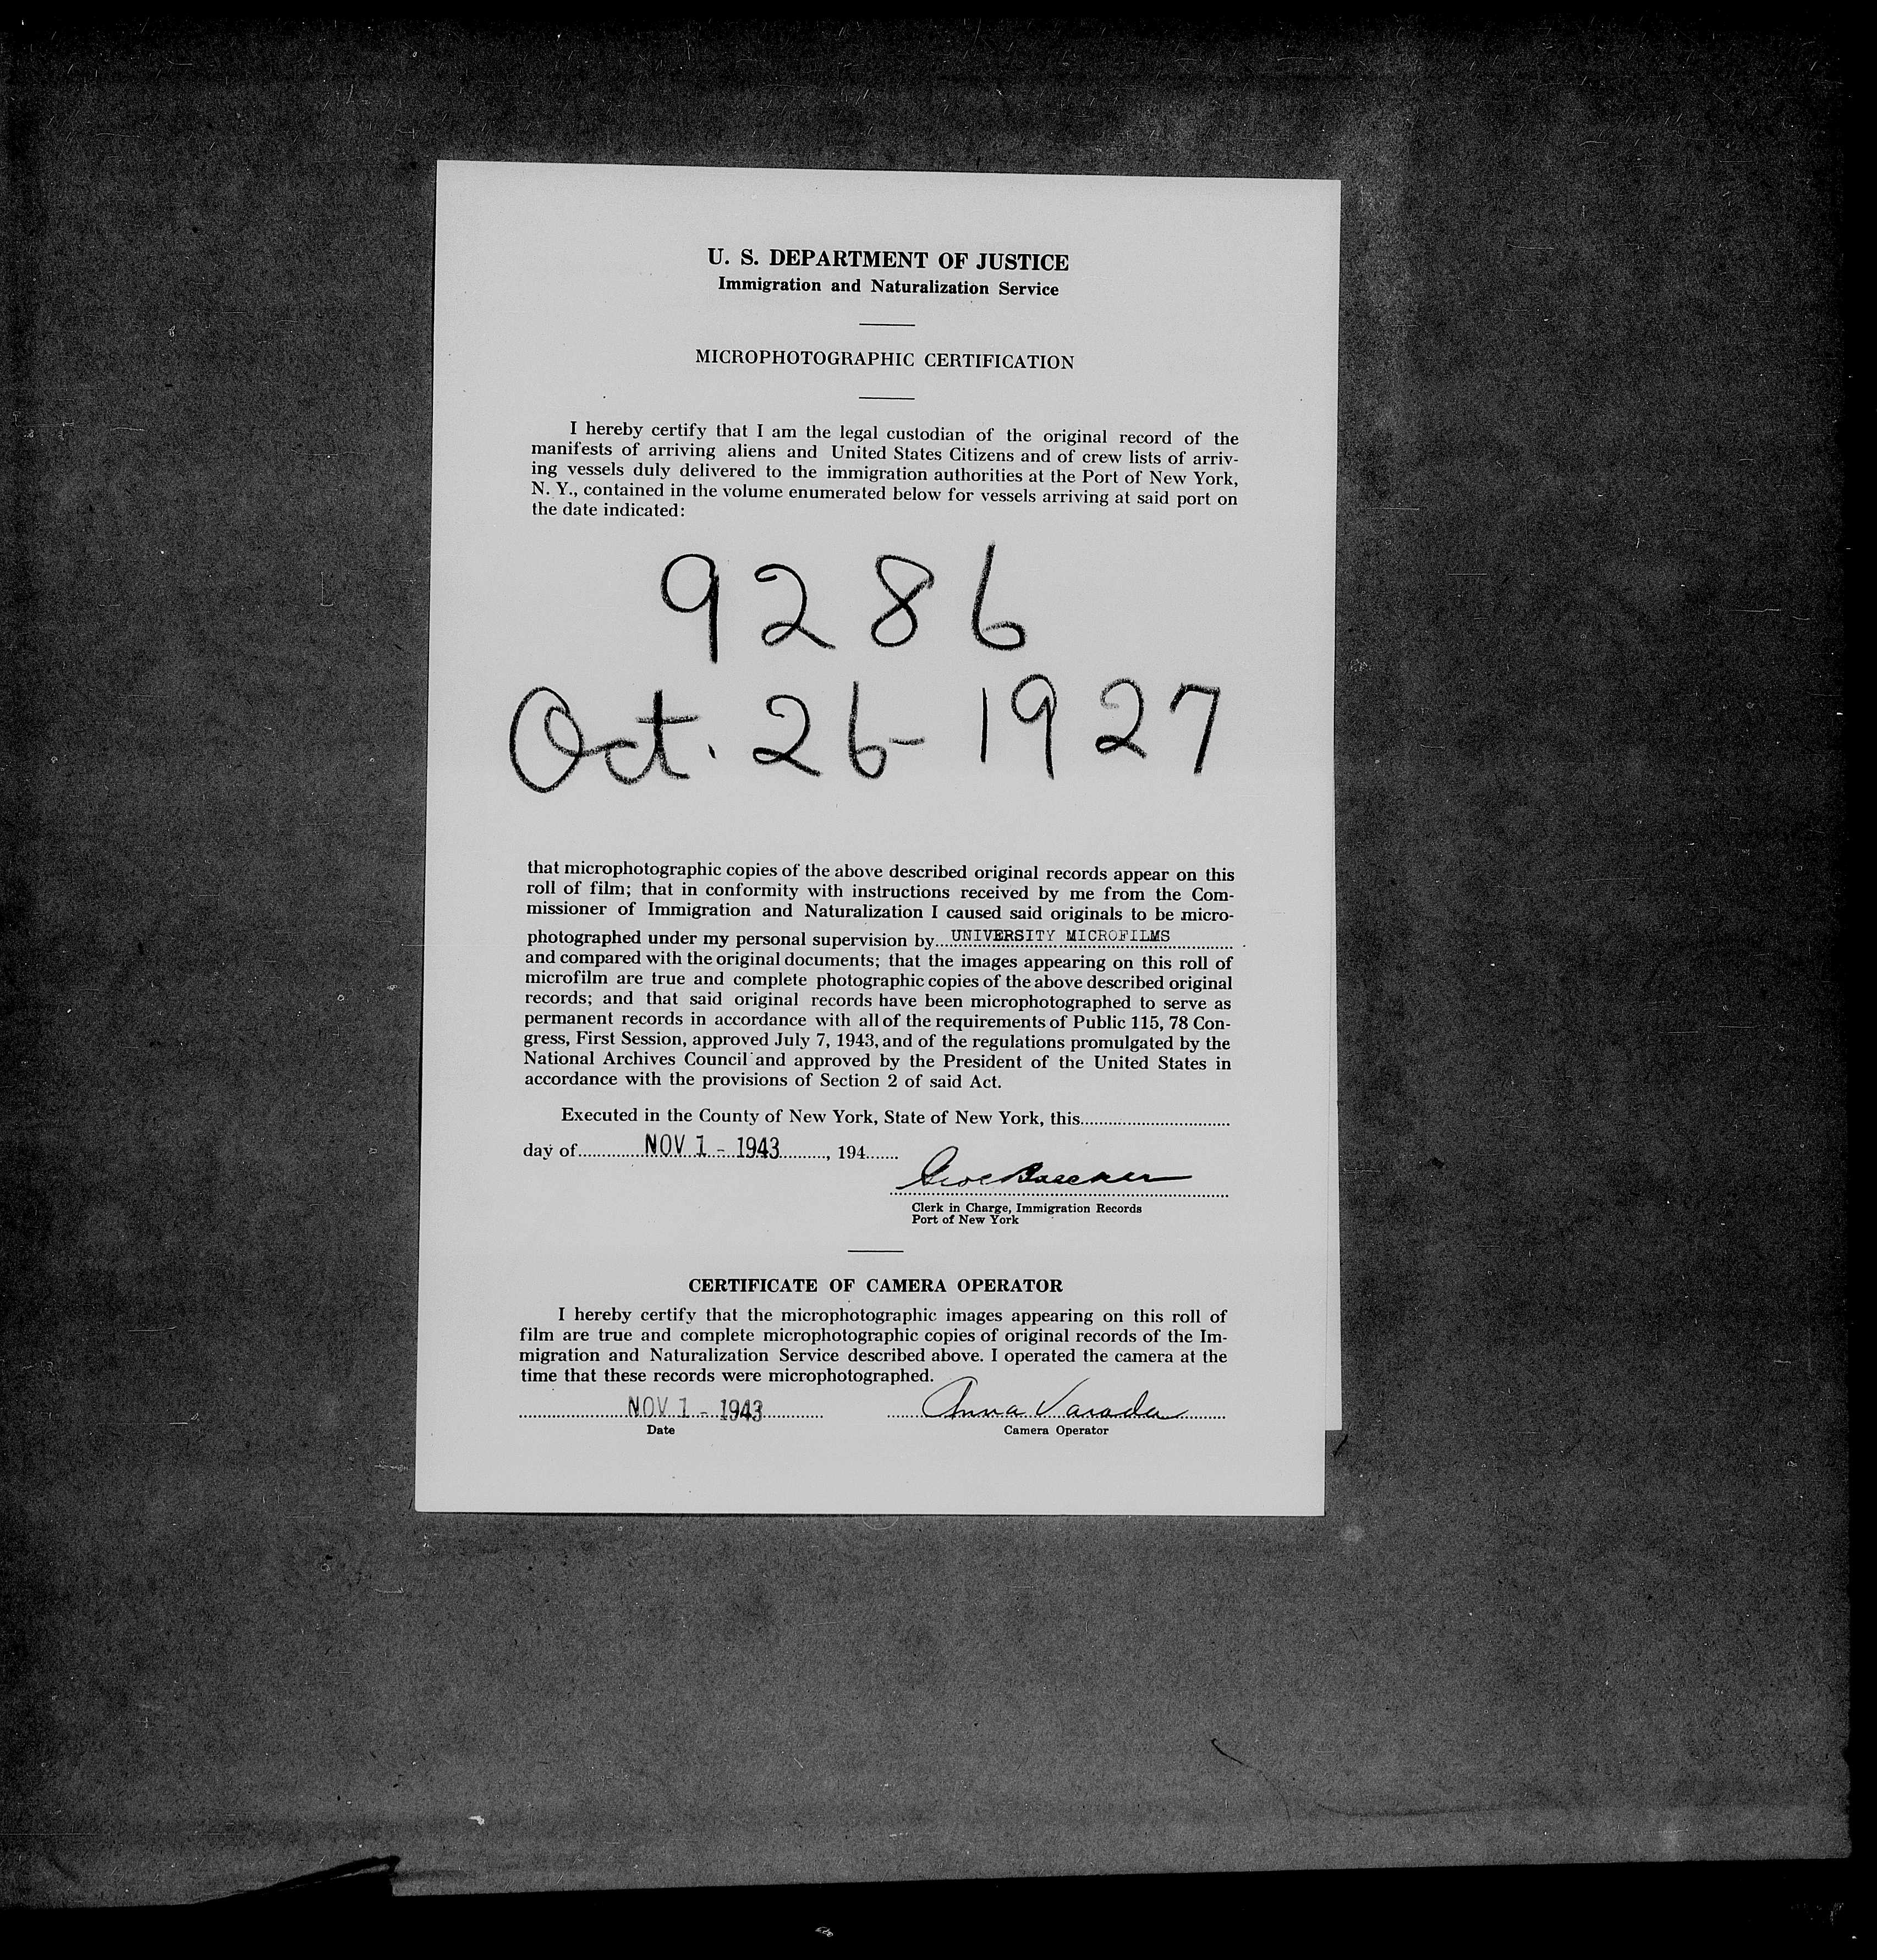 U. S. DEPARTMENT OF JUSTICE
Immigration and Naturalization Service
MICROPHOTOGRAPHIC CERTIFICATION
I hereby certify that I am the legal custodian of the original record of the
manifests of arriving aliens and United States Citizens and of crew lists of arriv-
ing vessels duly delivered to the immigration authorities at the Port of New York,
N. Y., contained in the volume enumerated below for vessels arriving at said port on
the date indicated:
9286
Oct. 26-1927
that microphotographic copies of the above described original records appear on this
roll of film; that in conformity with instructions received by me from the Com-
missioner of Immigration and Naturalization I caused said originals to be micro-
photographed under my personal supervision by UNIVERSITY MICROFILMS
and compared with the original documents; that the images appearing on this roll of
microfilm are true and complete photographic copies of the above described original
records; and that said original records have been microphotographed to serve as
permanent records in accordance with all of the requirements of Public 115, 78 Con-
gress, First Session, approved July 7, 1943, and of the regulations promulgated by the
National Archives Council and approved by the President of the United States in
accordance with the provisions of Section 2 of said Act.
Executed in the County of New York, State of New York, this
day of NOV 1 - 1943, 194
Clerk in Charge, Immigration Records
Port of New York
CERTIFICATE OF CAMERA OPERATOR
I hereby certify that the microphotographic images appearing on this roll of
film are true and complete microphotographic copies of original records of the Im-
migration and Naturalization Service described above. I operated the camera at the
time that these records were microphotographed.
NOV 1 - 1943 Anna
Date Camera Operator